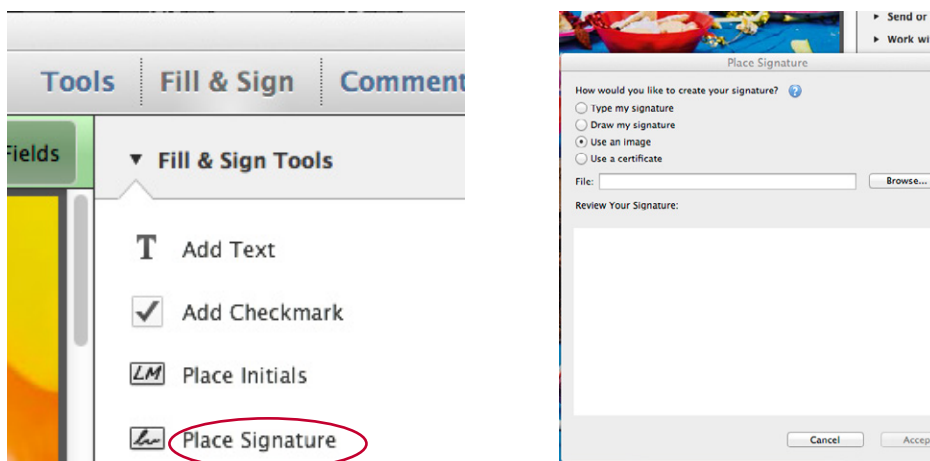 Tools Fill & Sign Comment
Fields
Fill & Sign Tools
T Add Text
Add Checkmark
LM Place Initials
Place Signature
Send or
Work wi
Place Signature
How would you like to create your signature? ?
Type my signature
Draw my signature
Use an image
Use a certificate
File: Browse...
Review Your Signature:
Cancel Accep